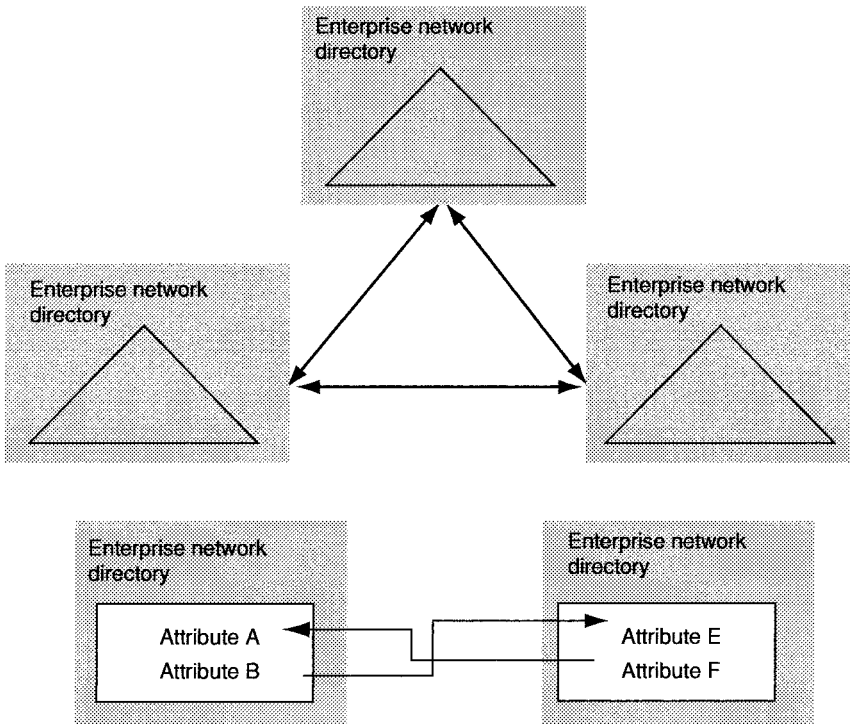 Enterprise network
directory
Enterprise network
directory
Enterprise network
directory
Enterprise network
directory
Attribute A
Attribute B
Enterprise network
directory
Attribute E
Attribute F